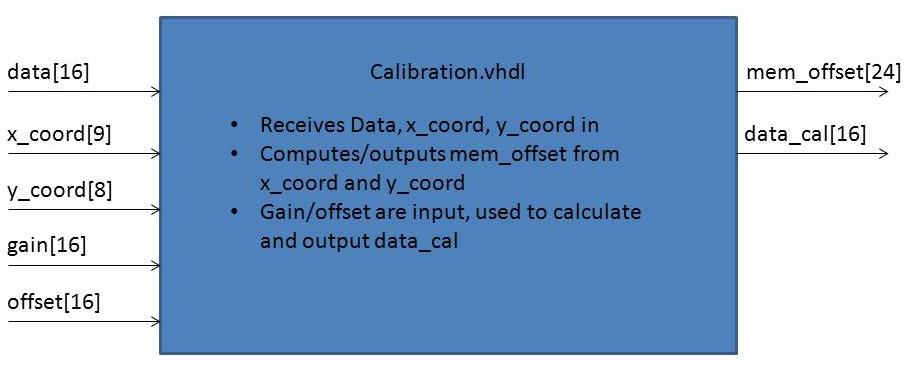 data[16]
x_coord[9]
y_coord[8]
gain[16]
offset[16]
Calibration.vhdl
• Receives Data, x_coord, y_coord in
• Computes/outputs mem_offset from
x_coord and y_coord
• Gain/offset are input, used to calculate
and output data_cal
mem_offset[24]
data_cal[16]